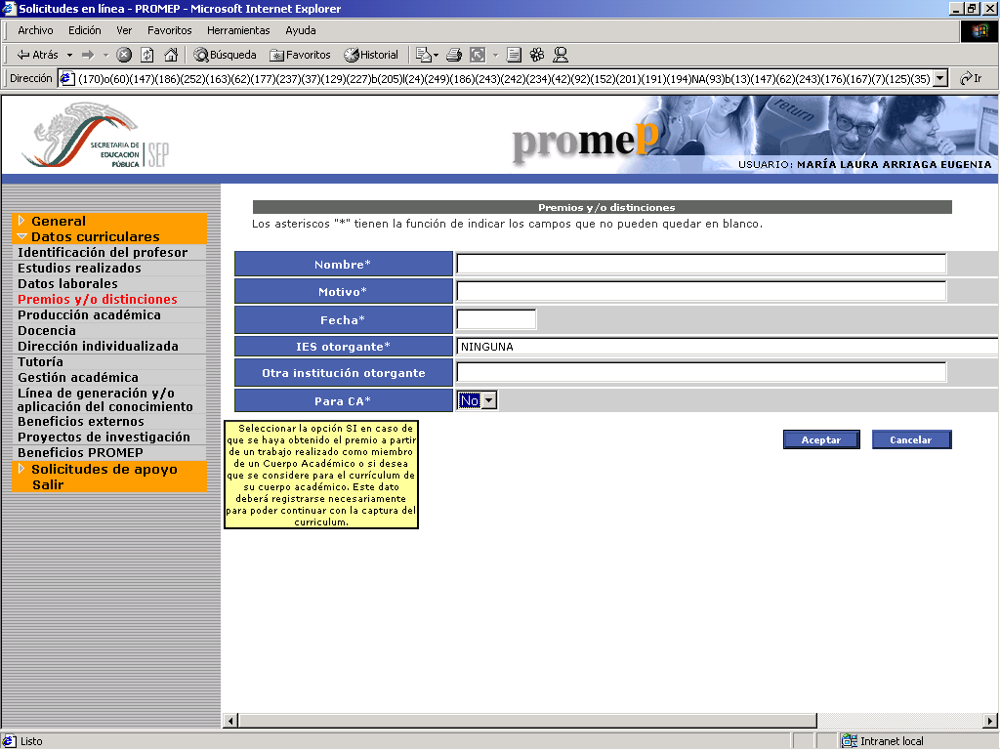 Solicitudes en línea - PROMEP - Microsoft Internet Explorer
Archivo Edición Ver Favoritos Herramientas Ayuda
Atrás Búsqueda Favoritos Historial
Dirección (170)o(60)(147)(186)(252)(163)(62)(177)(237)(37)(129)(227)b(205)l(24)(249)(186)(243)(242)(234)(42)(92)(152)(201)(191)(194)NA(93)b(13)(147)(62)(243)(176)(167)(7)(125)(35) Ir
SECRETARIA DE
EDUCACIÓN
PÚBLICA
SEP
promep
return
USUARIO: MARÍA LAURA ARRIAGA EUGENIA
General
Datos curriculares
Identificación del profesor
Estudios realizados
Datos laborales
Premios y/o distinciones
Producción académica
Docencia
Dirección individualizada
Tutoría
Gestión académica
Línea de generación y/o
aplicación del conocimiento
Beneficios externos
Proyectos de investigación
Beneficios PROMEP
Solicitudes de apoyo
Salir
Premios y/o distinciones
Los asteriscos "*" tienen la función de indicar los campos que no pueden quedar en blanco.
Nombre*
Motivo*
Fecha*
IES otorgante* NINGUNA
Otra institución otorgante
Para CA* No
Seleccionar la opción SI en caso de
que se haya obtenido el premio a partir
de un trabajo realizado como miembro
de un Cuerpo Académico o si desea
que se considere para el currículum de
su cuerpo académico. Este dato
deberá registrarse necesariamente
para poder continuar con la captura del
curriculum.
Aceptar Cancelar
Listo Intranet local